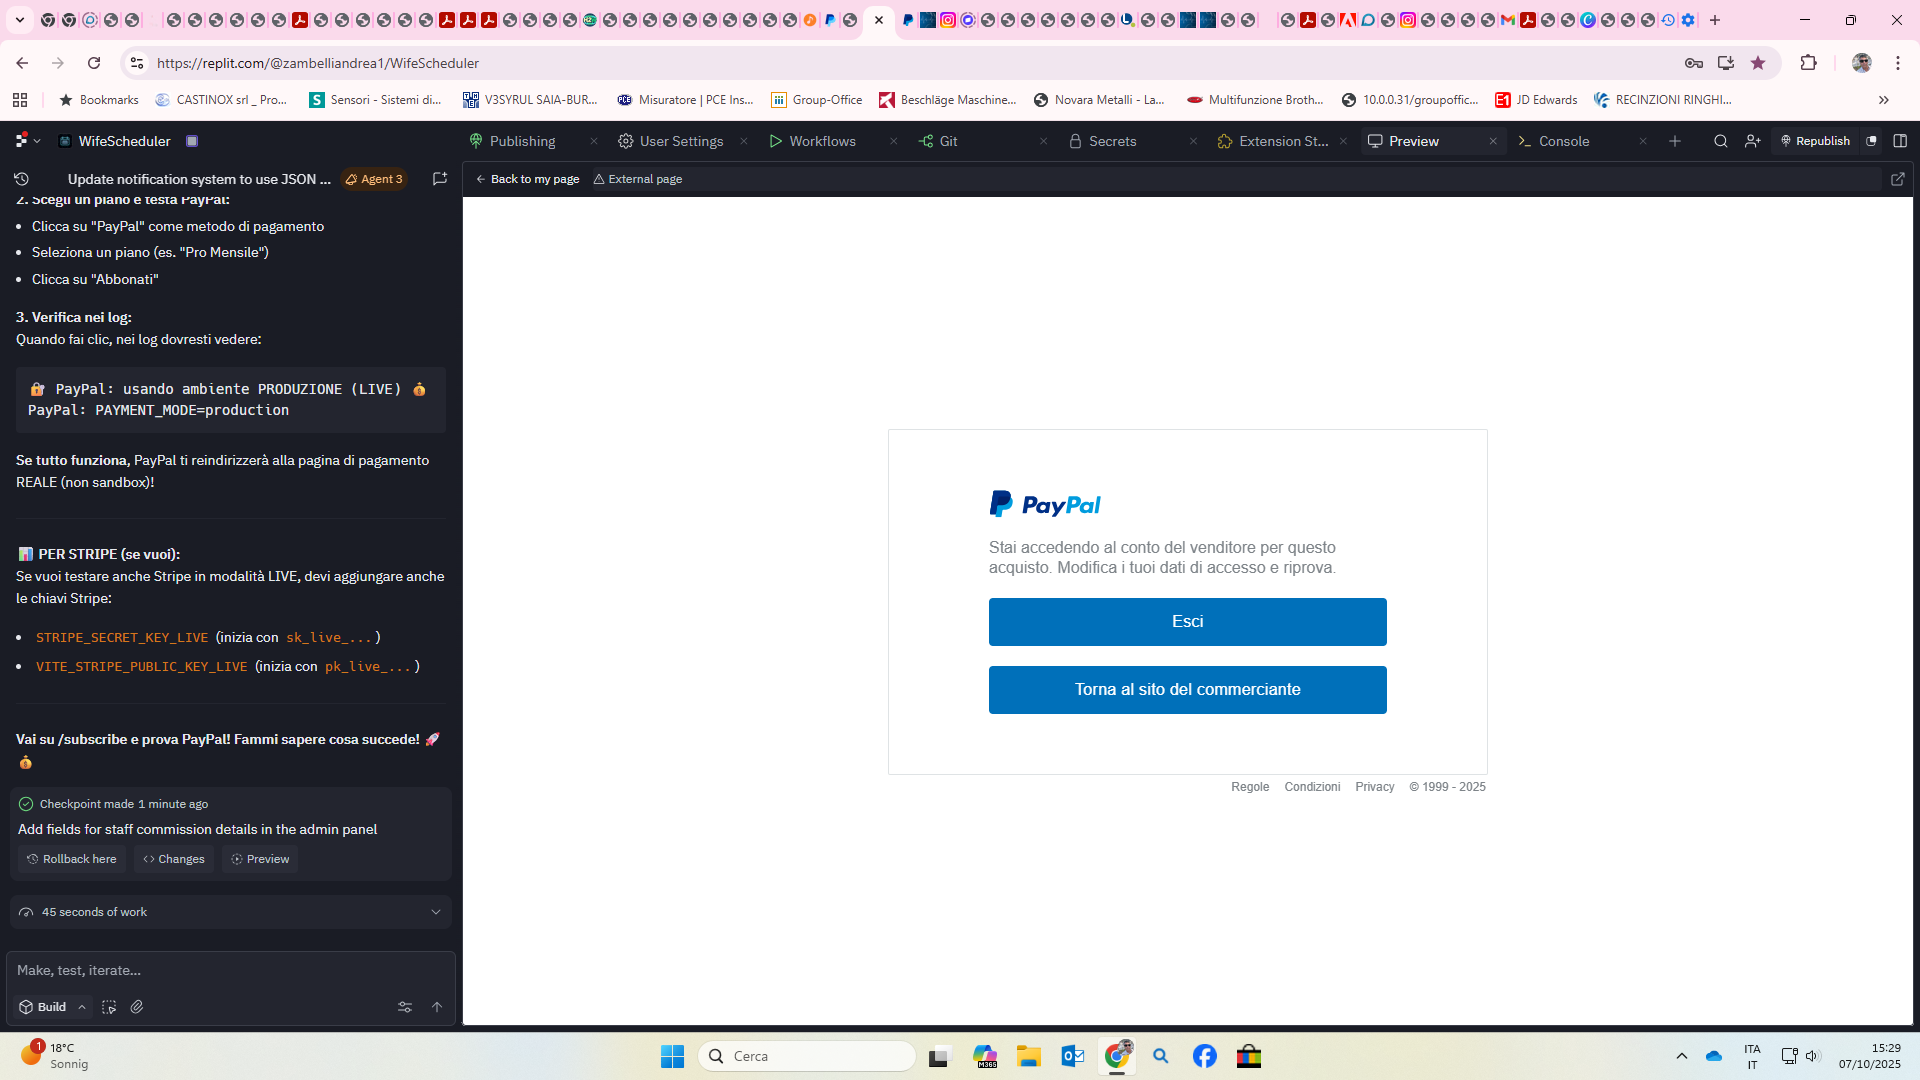 https://replit.com/@zambelliandrea1/WifeScheduler
Bookmarks
CASTINOX srl _ Pro...
Sensori - Sistemi di...
V3SYRUL SAIA-BUR...
Misuratore | PCE Ins...
Group-Office
Beschläge Maschine...
Novara Metalli - La...
Multifunzione Broth...
10.0.0.31/groupoffic...
JD Edwards
RECINZIONI RINGHI...
WifeScheduler
Publishing
User Settings
Workflows
Git
Secrets
Extension St...
Preview
Console
Republish
Update notification system to use JSON ...
Agent 3
Back to my page
External page
2. Scegli un piano e testa PayPal:
• Clicca su "PayPal" come metodo di pagamento
• Seleziona un piano (es. "Pro Mensile")
• Clicca su "Abbonati"
3. Verifica nei log:
Quando fai clic, nei log dovresti vedere:
🔐 PayPal: usando ambiente PRODUZIONE (LIVE) 💰
PayPal: PAYMENT_MODE=production
Se tutto funziona, PayPal ti reindirizzerà alla pagina di pagamento
REALE (non sandbox)!
📊 PER STRIPE (se vuoi):
Se vuoi testare anche Stripe in modalità LIVE, devi aggiungere anche
le chiavi Stripe:
• STRIPE_SECRET_KEY_LIVE (inizia con sk_live_...)
• VITE_STRIPE_PUBLIC_KEY_LIVE (inizia con pk_live_...)
Vai su /subscribe e prova PayPal! Fammi sapere cosa succede! 🚀
💰
Checkpoint made 1 minute ago
Add fields for staff commission details in the admin panel
Rollback here
Changes
Preview
45 seconds of work
Make, test, iterate...
Build
PayPal
Stai accedendo al conto del venditore per questo
acquisto. Modifica i tuoi dati di accesso e riprova.
Esci
Torna al sito del commerciante
Regole
Condizioni
Privacy
© 1999 - 2025
1
18°C
Sonnig
Cerca
M365
ITA
IT
15:29
07/10/2025